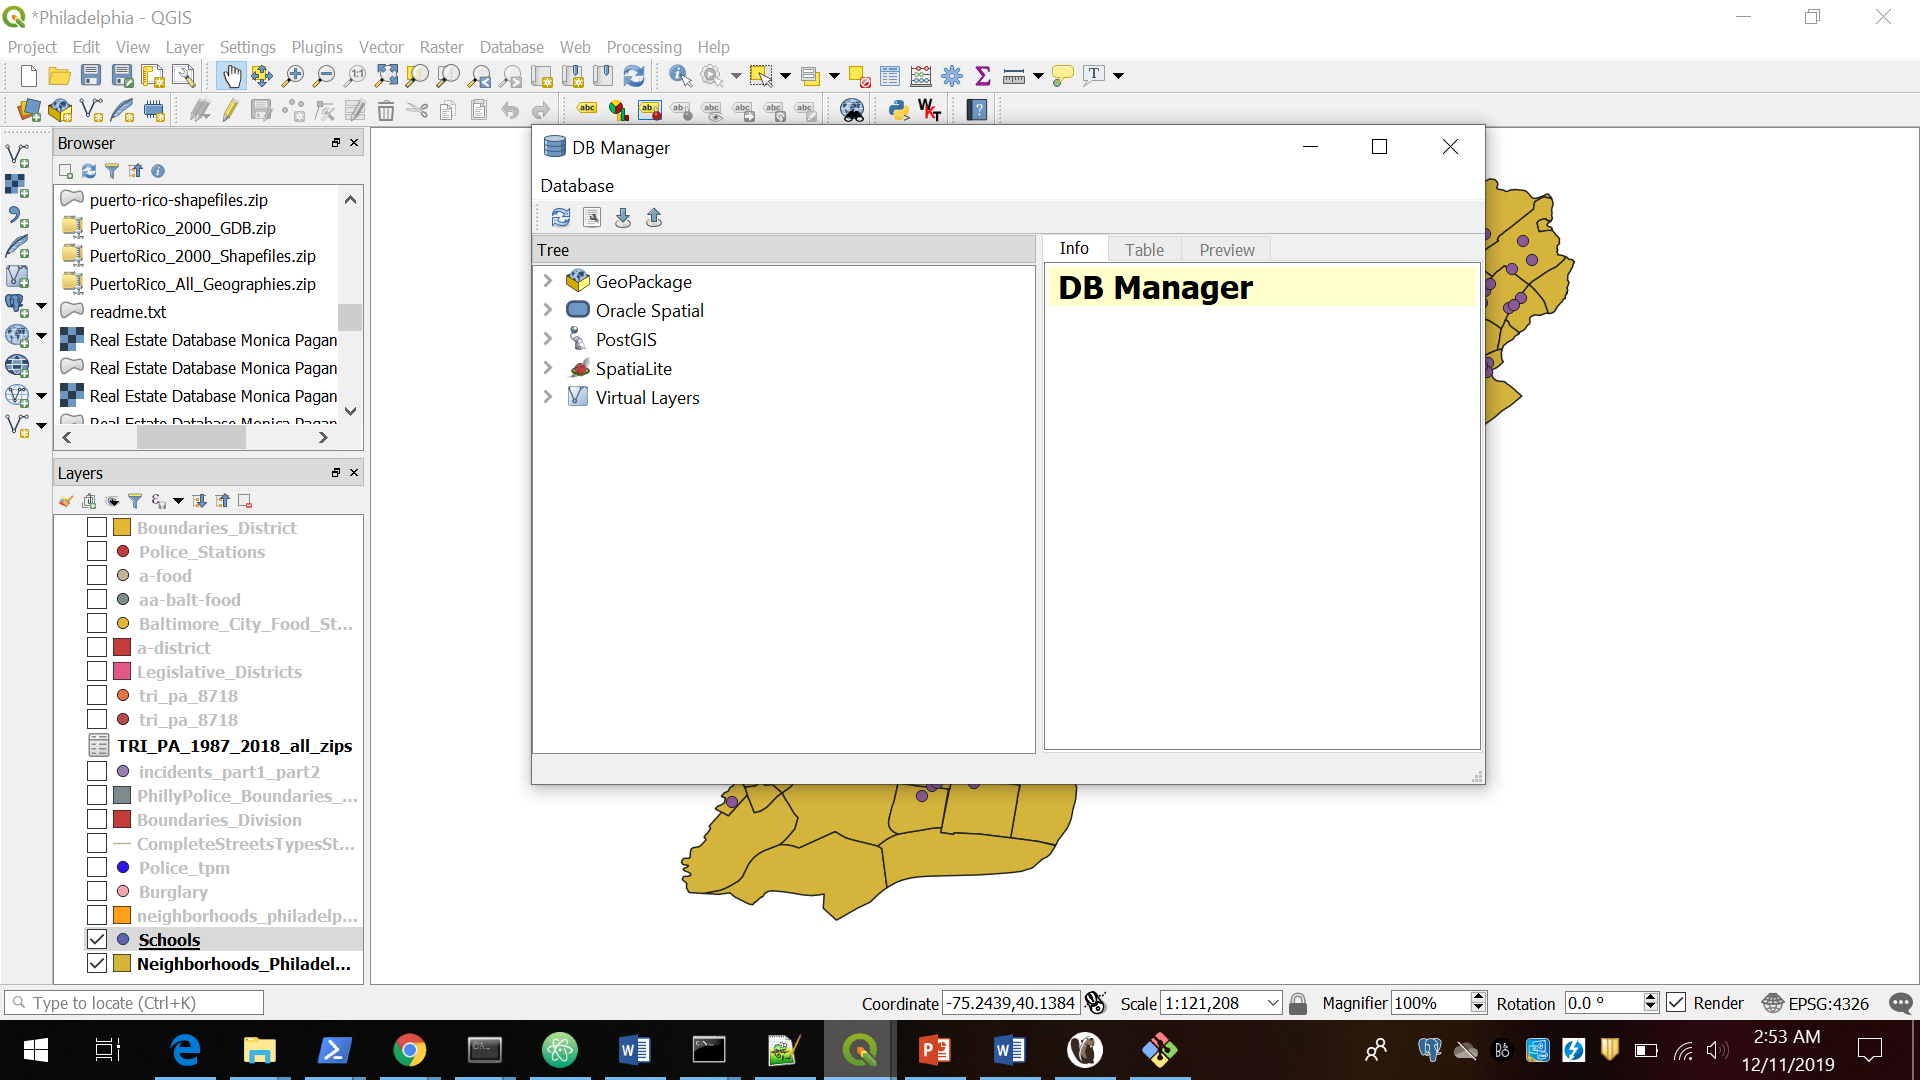 *Philadelphia - QGIS
Project Edit View Layer Settings Plugins Vector Raster Database Web Processing Help
Browser
puerto-rico-shapefiles.zip
PuertoRico_2000_GDB.zip
PuertoRico_2000_Shapefiles.zip
PuertoRico_All_Geographies.zip
readme.txt
Real Estate Database Monica Pagan
Real Estate Database Monica Pagan
Real Estate Database Monica Pagan
Real Estate Database Monica Pagan
Layers
Boundaries_District
Police_Stations
a-food
aa-balt-food
Baltimore_City_Food_St...
a-district
Legislative_Districts
tri_pa_8718
tri_pa_8718
TRI_PA_1987_2018_all_zips
incidents_part1_part2
PhillyPolice_Boundaries_...
Boundaries_Division
CompleteStreetsTypesSt...
Police_tpm
Burglary
neighborhoods_philadelp...
Schools
Neighborhoods_Philadel...
DB Manager
Database
Tree
GeoPackage
Oracle Spatial
PostGIS
SpatiaLite
Virtual Layers
Info Table Preview
DB Manager
Type to locate (Ctrl+K)
Coordinate -75.2439,40.1384 Scale 1:121,208 Magnifier 100% Rotation 0.0 ° Render EPSG:4326
2:53 AM
12/11/2019